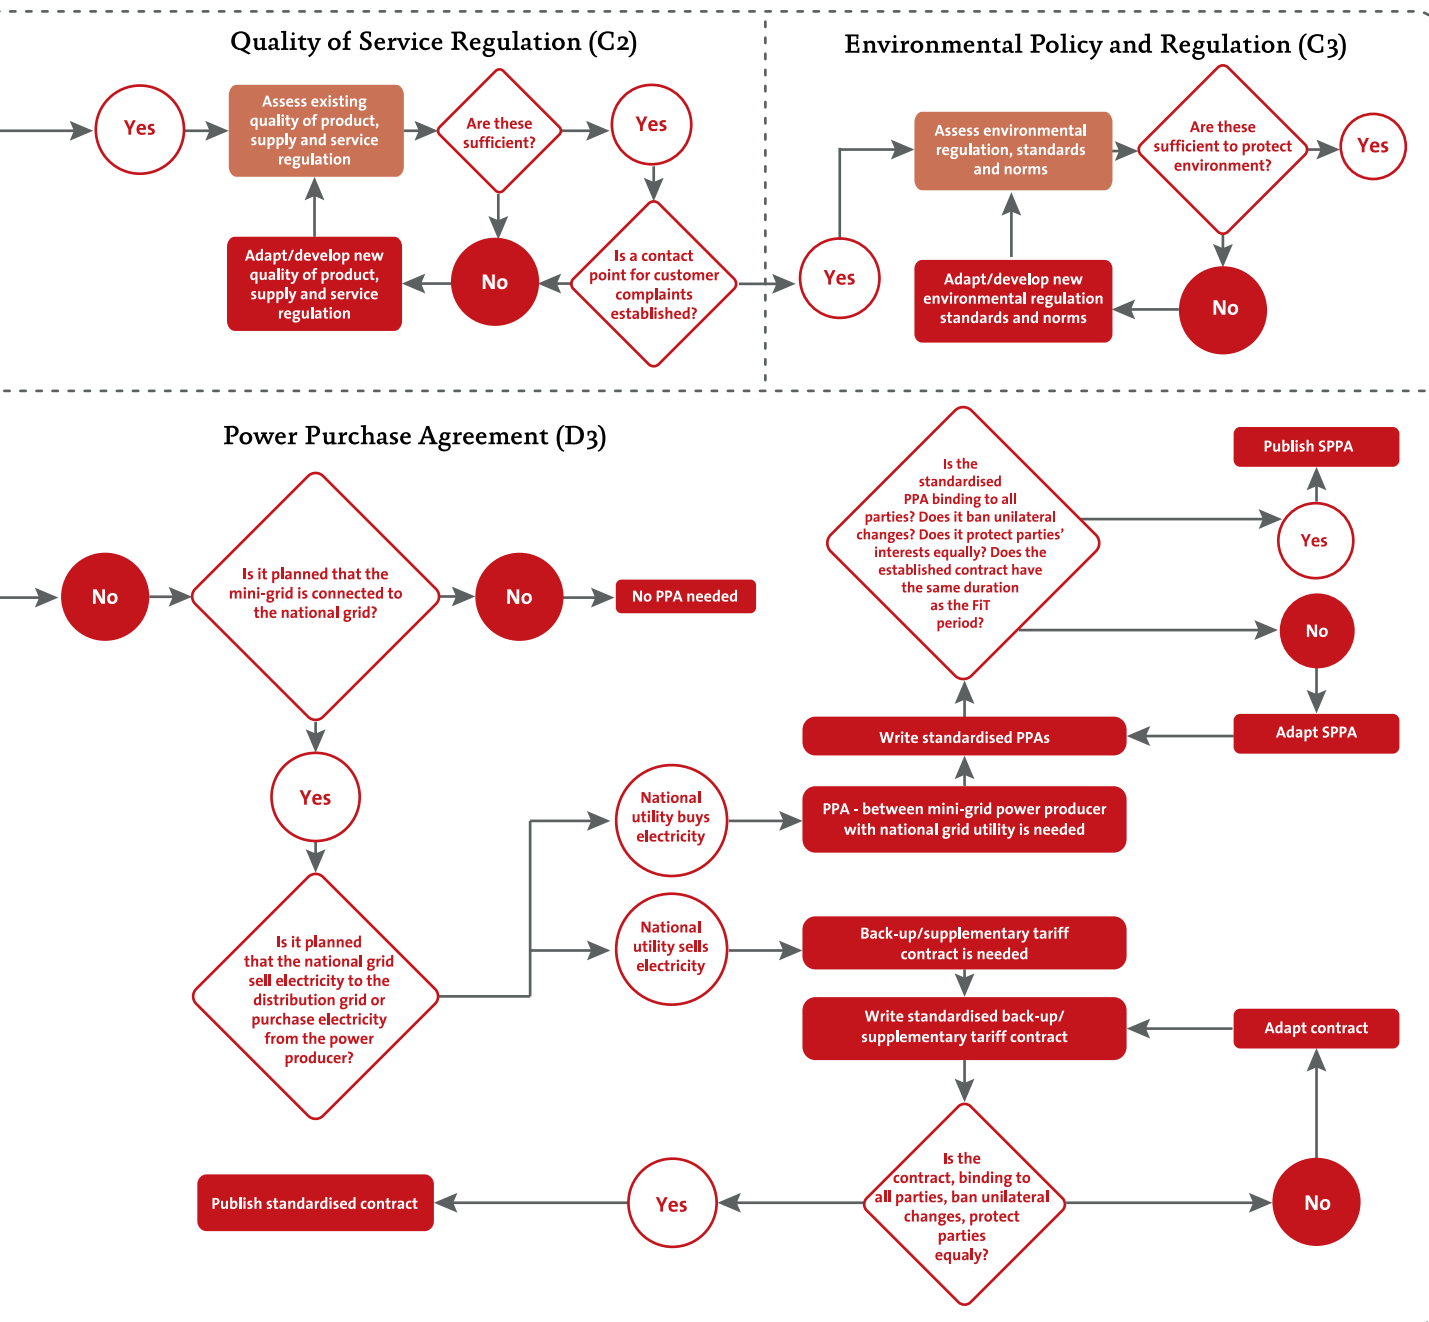 Quality of Service Regulation (C2)
Yes
Assess existing
quality of product,
supply and service
regulation
Are these
sufficient?
Yes
Adapt/develop new
quality of product,
supply and service
regulation
No
Is a contact
point for customer
complaints
established?
Environmental Policy and Regulation (C3)
Yes
Assess environmental
regulation, standards
and norms
Are these
sufficient to protect
environment?
Yes
Adapt/develop new
environmental regulation
standards and norms
No
Power Purchase Agreement (D3)
No
Is it planned that the
mini-grid is connected to
the national grid?
No
No PPA needed
Yes
Is it planned
that the national grid
sell electricity to the
distribution grid or
purchase electricity
from the power
producer?
National
utility buys
electricity
PPA - between mini-grid power producer
with national grid utility is needed
Write standardised PPAs
Is the
standardised
PPA binding to all
parties? Does it ban unilateral
changes? Does it protect parties'
interests equally? Does the
established contract have
the same duration
as the FiT
period?
Publish SPPA
Yes
No
Adapt SPPA
National
utility sells
electricity
Back-up/supplementary tariff
contract is needed
Write standardised back-up/
supplementary tariff contract
Adapt contract
Is the
contract, binding to
all parties, ban unilateral
changes, protect
parties
equaly?
No
Yes
Publish standardised contract